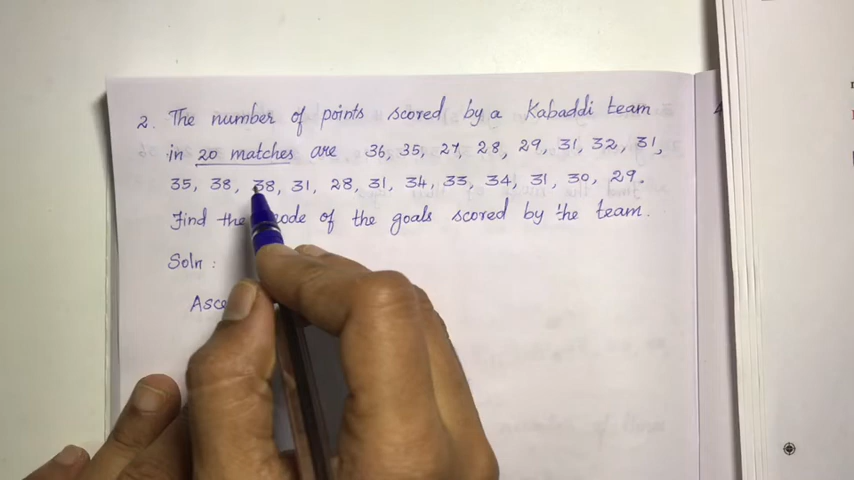 2. The number of points scored by a Kabaddi team
in 20 matches are 36, 35, 27, 28, 29, 31, 32, 31,
35, 38, 38, 31, 28, 31, 34, 33, 34, 31, 30, 29.
Find the mode of the goals scored by the team.
Soln :